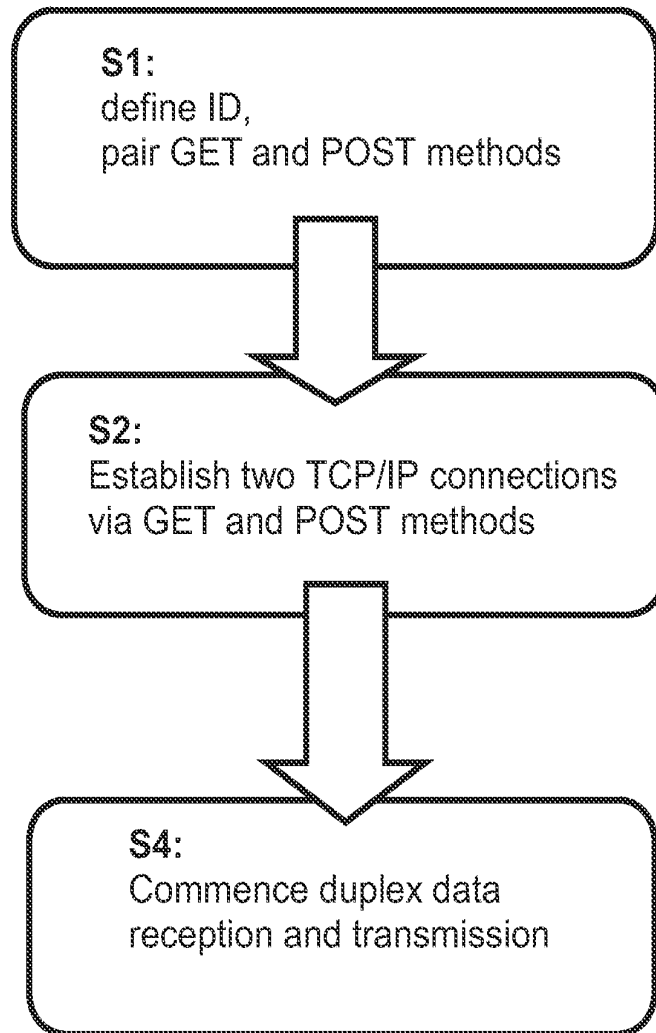 S1:
define ID,
pair GET and POST methods
S2:
Establish two TCP/IP connections
via GET and POST methods
S4:
Commence duplex data
reception and transmission